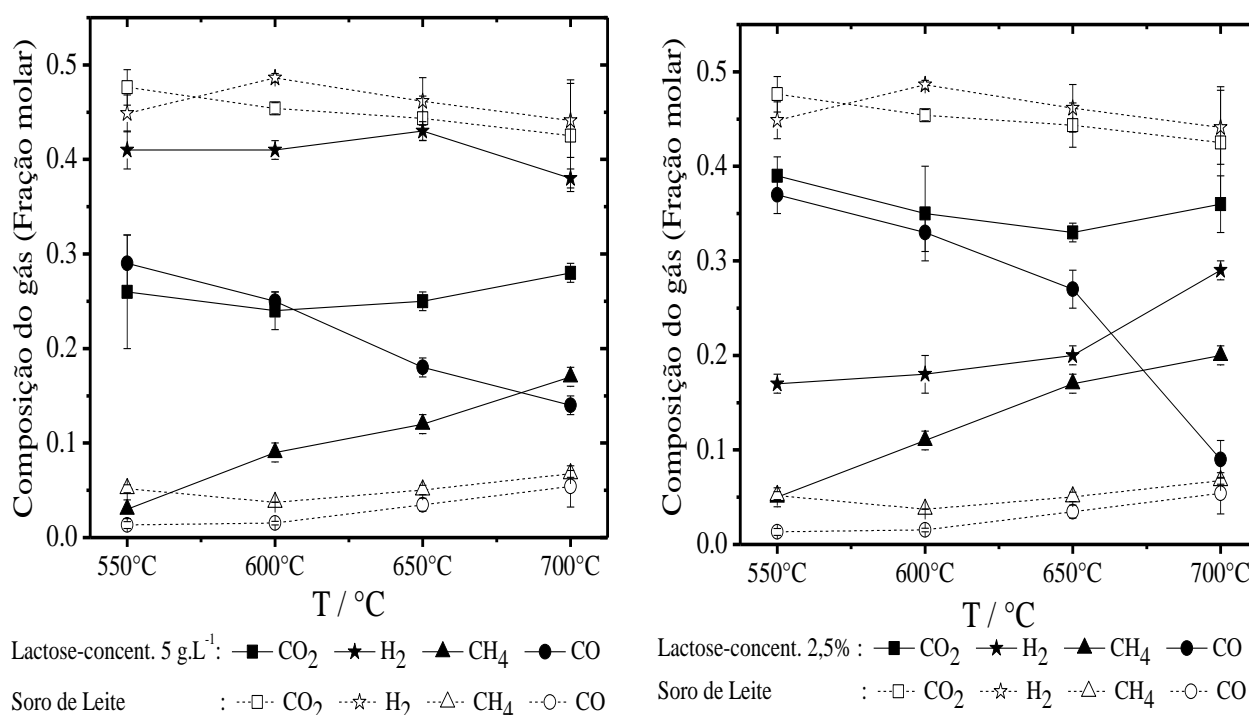 Composição do gás (Fração molar)
0.5
0.4
0.3
0.2
0.1
0.0
550°C 600°C 650°C 700°C
T / °C
Lactose-concent. 5 g.L-1: CO2 H2 CH4 CO
Soro de Leite : CO2 H2 CH4 CO
Composição do gás (Fração molar)
0.5
0.4
0.3
0.2
0.1
0.0
550°C 600°C 650°C 700°C
T / °C
Lactose-concent. 2,5% : CO2 H2 CH4 CO
Soro de Leite : CO2 H2 CH4 CO